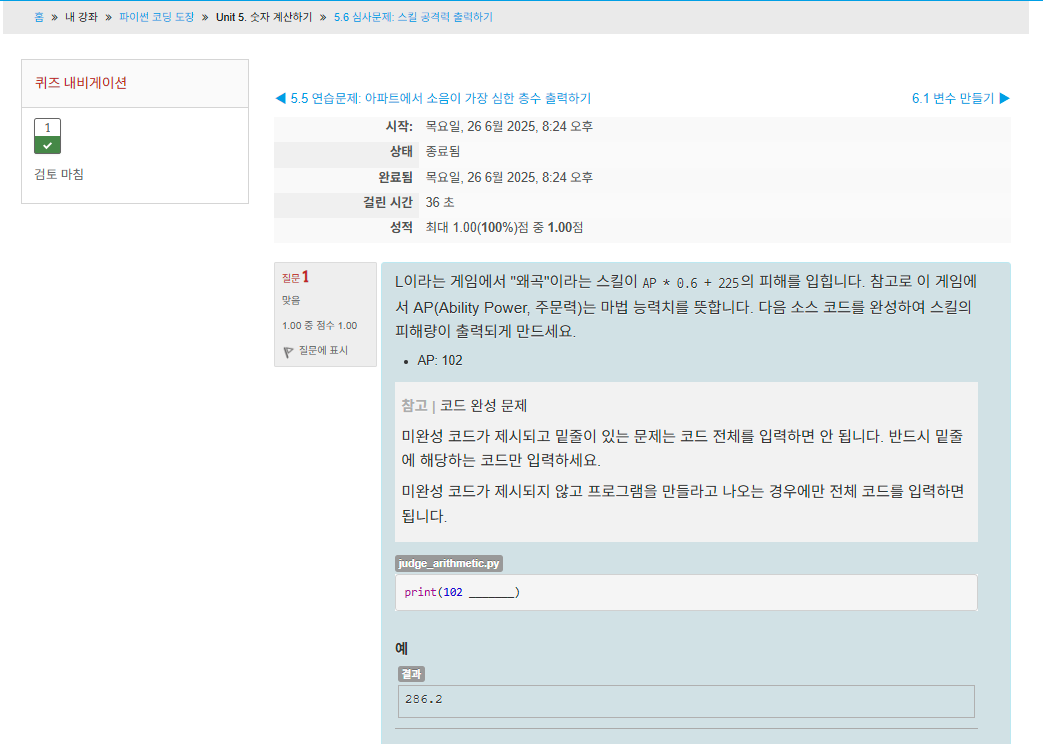 홈 » 내 강좌 » 파이썬 코딩 도장 » Unit 5. 숫자 계산하기 » 5.6 심사문제: 스킬 공격력 출력하기
퀴즈 내비게이션
1
검토 마침
◀ 5.5 연습문제: 아파트에서 소음이 가장 심한 층수 출력하기
6.1 변수 만들기 ▶
시작: 목요일, 26 6월 2025, 8:24 오후
상태 종료됨
완료됨 목요일, 26 6월 2025, 8:24 오후
걸린 시간 36 초
성적 최대 1.00(100%)점 중 1.00점
질문 1
맞음
1.00 중 점수 1.00
질문에 표시
L이라는 게임에서 "왜곡"이라는 스킬이 AP * 0.6 + 225의 피해를 입힙니다. 참고로 이 게임에
서 AP(Ability Power, 주문력)는 마법 능력치를 뜻합니다. 다음 소스 코드를 완성하여 스킬의
피해량이 출력되게 만드세요.
• AP: 102
참고 | 코드 완성 문제
미완성 코드가 제시되고 밑줄이 있는 문제는 코드 전체를 입력하면 안 됩니다. 반드시 밑줄
에 해당하는 코드만 입력하세요.
미완성 코드가 제시되지 않고 프로그램을 만들라고 나오는 경우에만 전체 코드를 입력하면
됩니다.
judge_arithmetic.py
print(102 _______)
예
결과
286.2